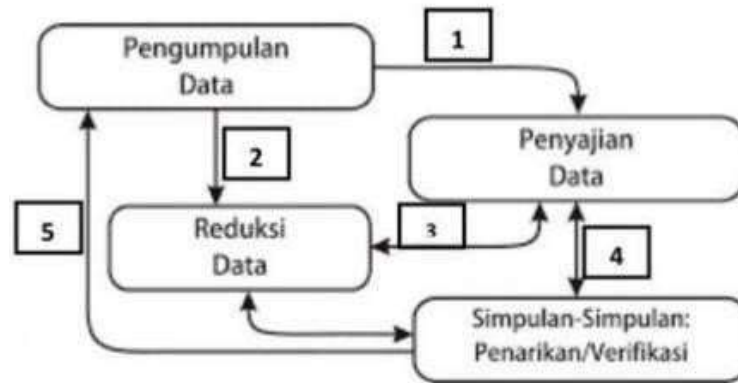 1
Pengumpulan
Data
Penyajian
Data
2
Reduksi
Data
3
4
5
Simpulan-Simpulan:
Penarikan/Verifikasi